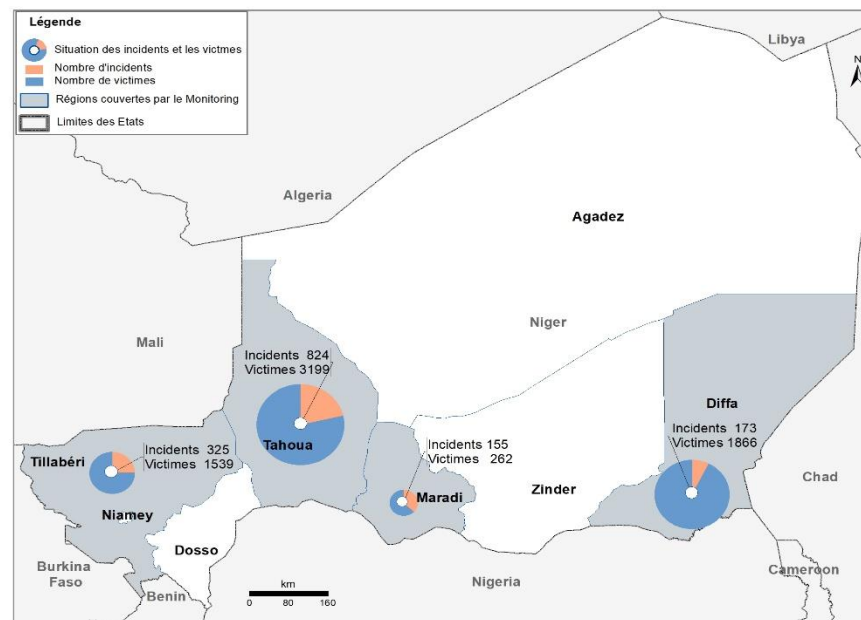 Légende
Situation des incidents et les victmes
Nombre d'incidents
Nombre de victimes
Régions couvertes par le Monitoring
Limites des Etats
Libya
N
Algeria
Agadez
Niger
Mali
Incidents 824
Victimes 3199
Tahoua
Diffa
Incidents 173
Victimes 1866
Incidents 155
Victimes 262
Maradi
Incidents 325
Victimes 1539
Tillabéri
Niamey
Zinder
Chad
Dosso
Burkina
Faso
Benin
km
0 80 160
Nigeria
Cameroon